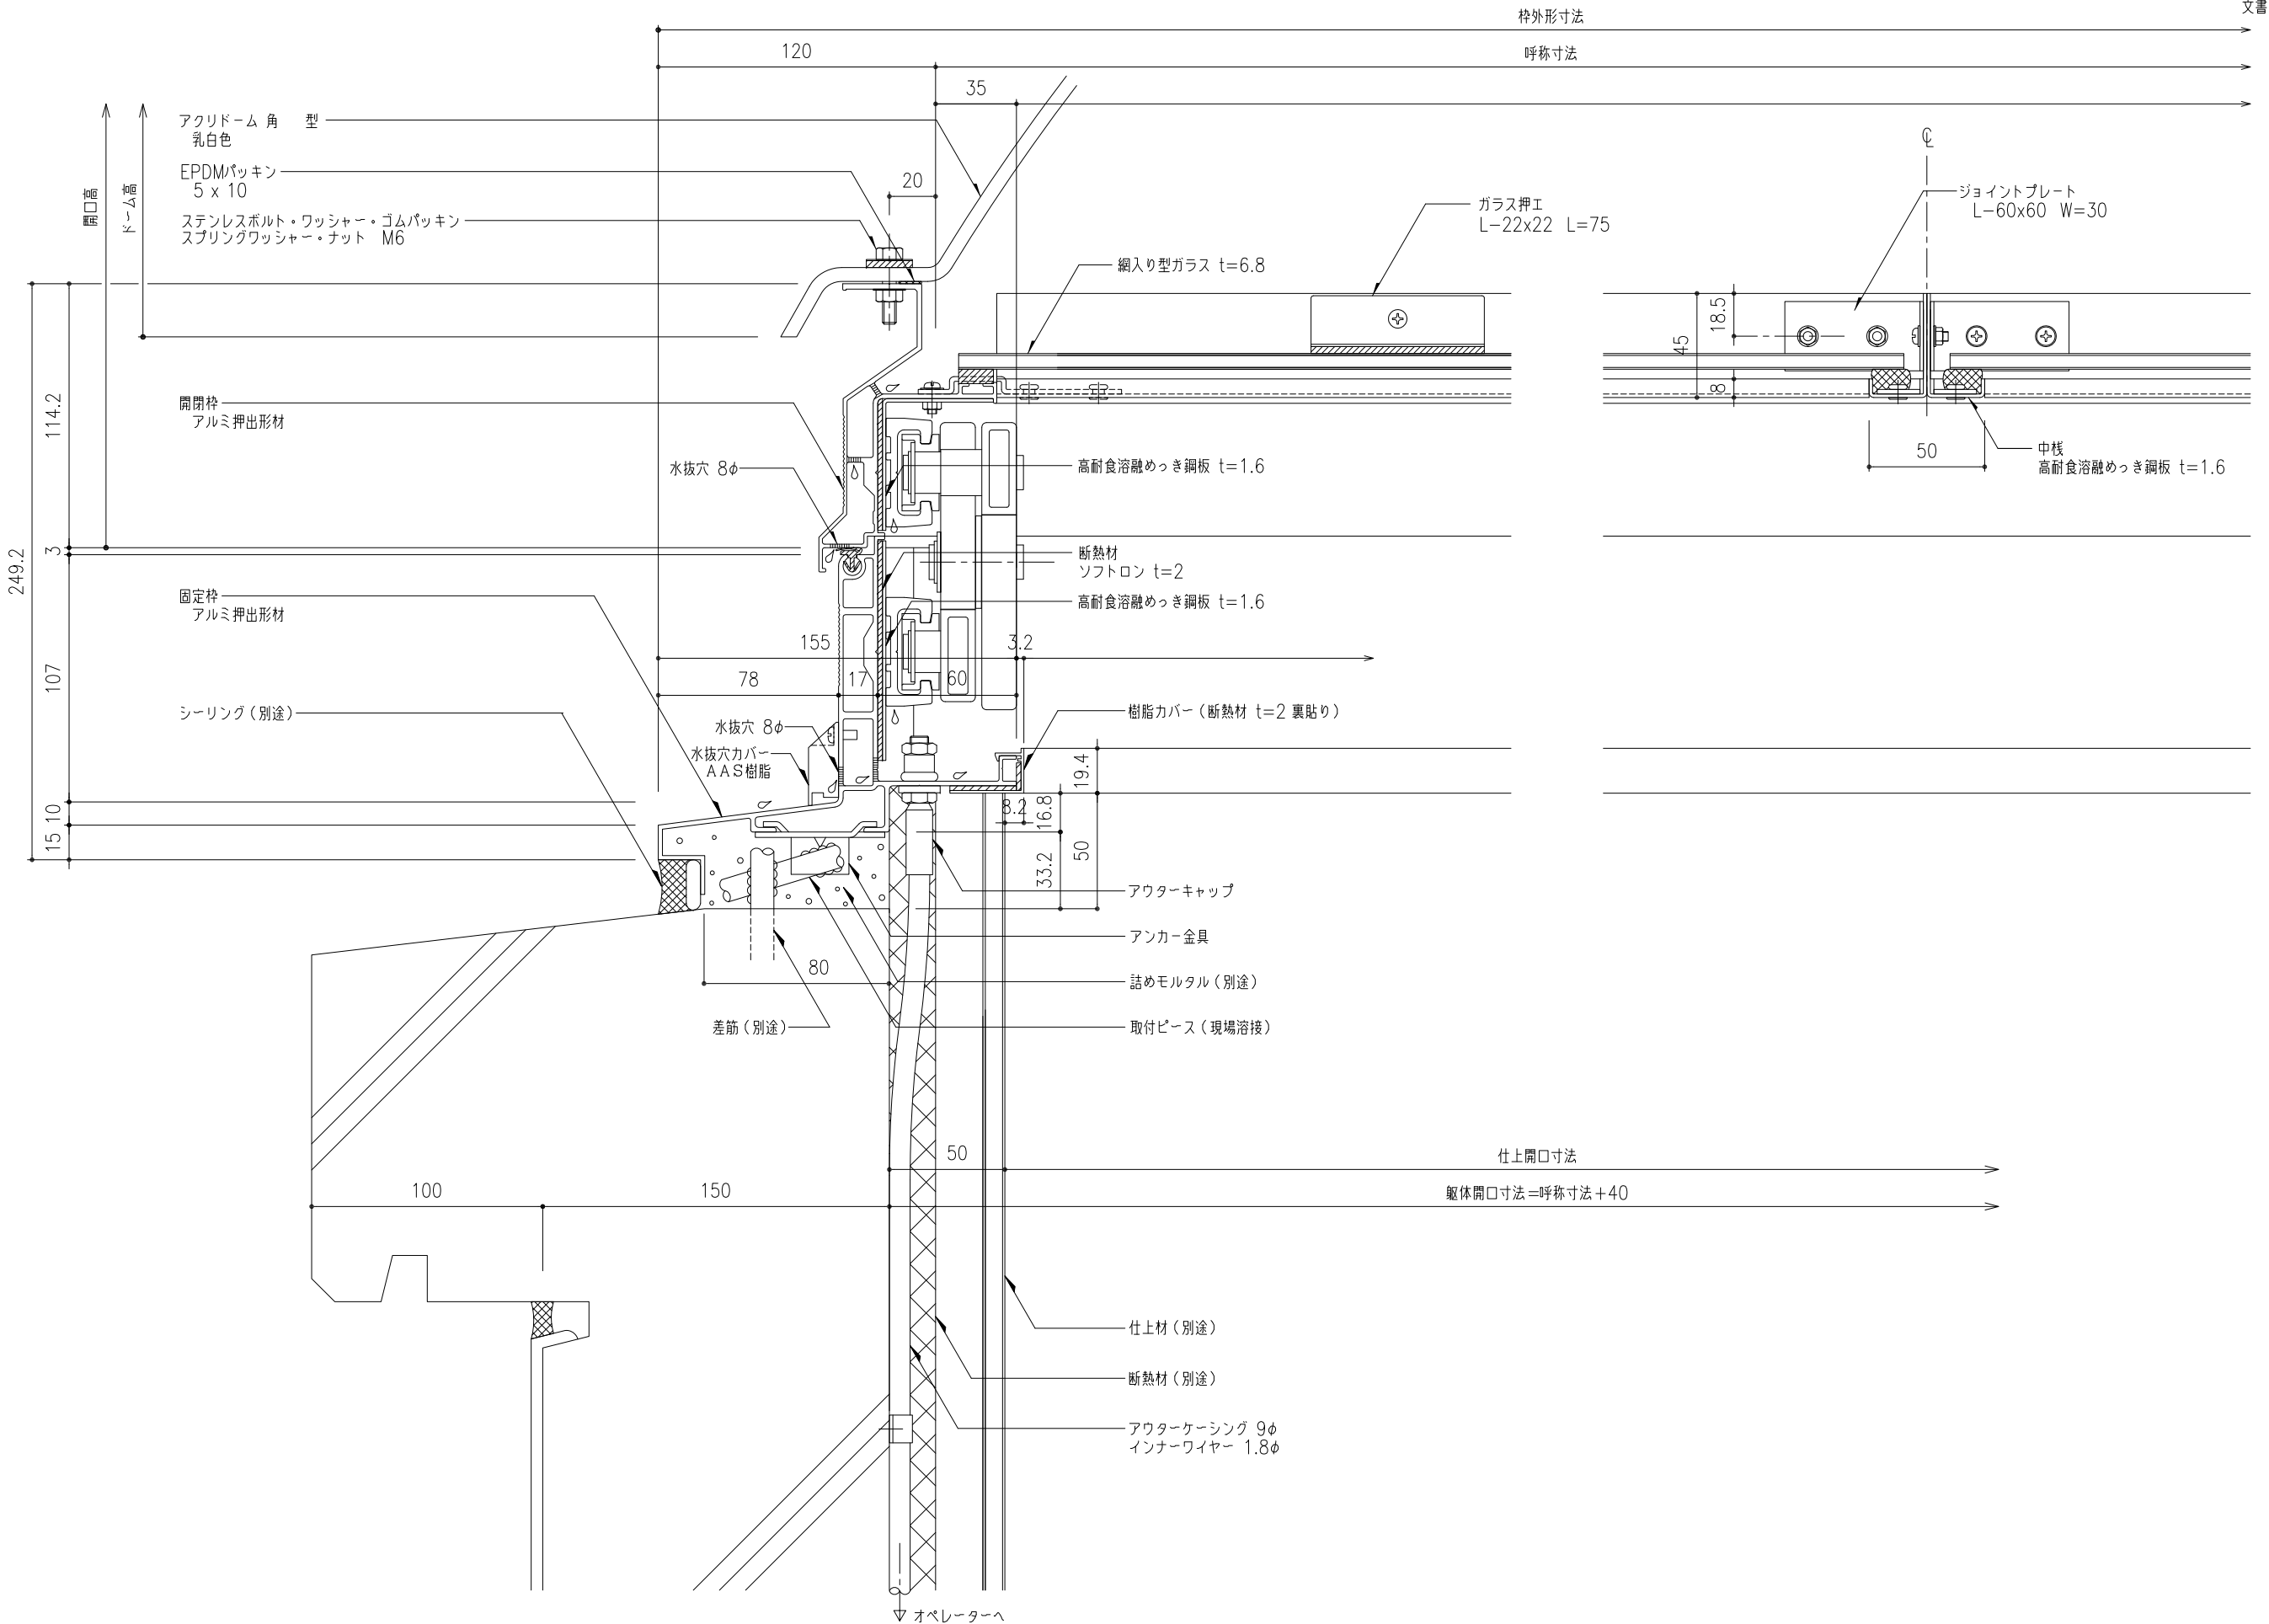 文書
枠外形寸法
120
呼称寸法
35
アクリドーム 角　型
乳白色
EPDMパッキン
5 x 10
ステンレスボルト・ワッシャー・ゴムパッキン
スプリングワッシャー・ナット　M6
開口高
ドーム高
20
ガラス押エ
L-22x22　L=75
ジョイントプレート
L-60x60　W=30
℄
網入り型ガラス t=6.8
18.5
45
8
50
中桟
高耐食溶融めっき鋼板 t=1.6
114.2
開閉枠
アルミ押出形材
水抜穴 8φ
高耐食溶融めっき鋼板 t=1.6
249.2
3
断熱材
ソフトロン t=2
固定枠
アルミ押出形材
高耐食溶融めっき鋼板 t=1.6
155
3.2
107
78
17
60
シーリング（別途）
樹脂カバー（断熱材 t=2 裏貼り）
水抜穴 8φ
水抜穴カバー
ＡＡＳ樹脂
19.4
10
15
8.2
16.8
33.2
50
アウターキャップ
アンカー金具
80
詰めモルタル（別途）
差筋（別途）
取付ピース（現場溶接）
50
仕上開口寸法
100
150
躯体開口寸法=呼称寸法+40
仕上材（別途）
断熱材（別途）
アウターケーシング 9φ
インナーワイヤー 1.8φ
オペレーターへ